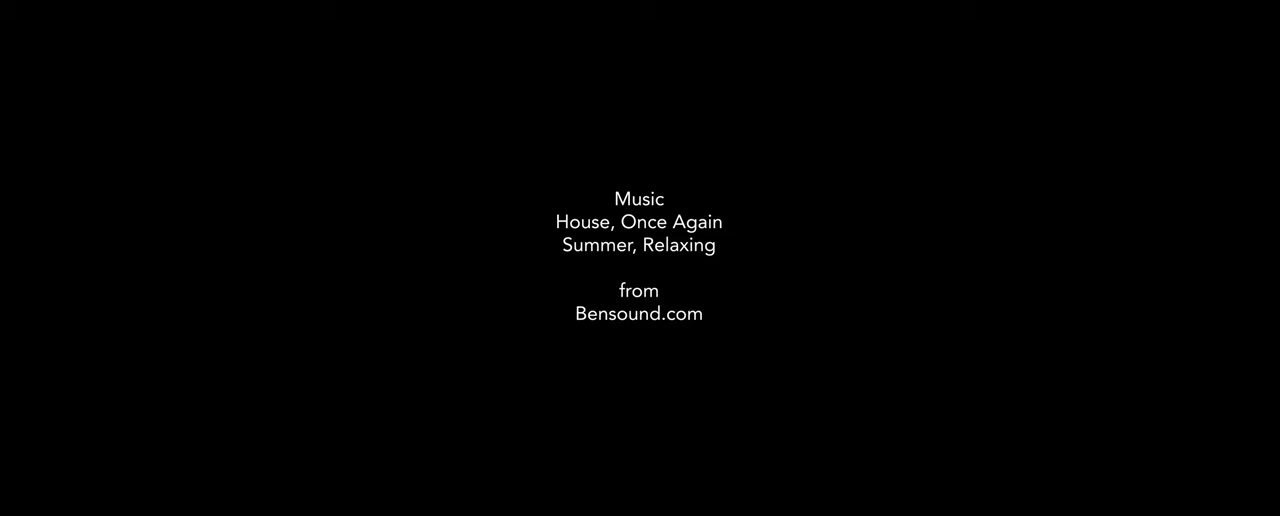 Music
House, Once Again
Summer, Relaxing
from
Bensound.com